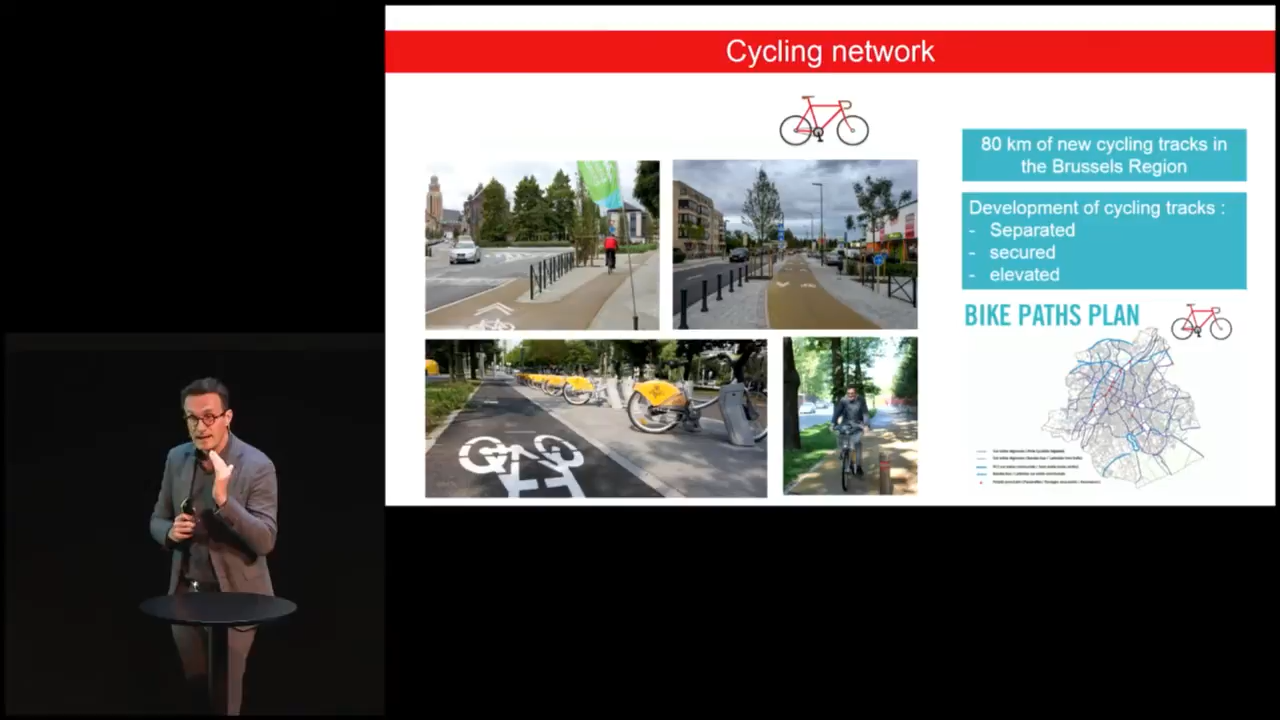 Cycling network
80 km of new cycling tracks in
the Brussels Region
Development of cycling tracks :
- Separated
- secured
- elevated
BIKE PATHS PLAN